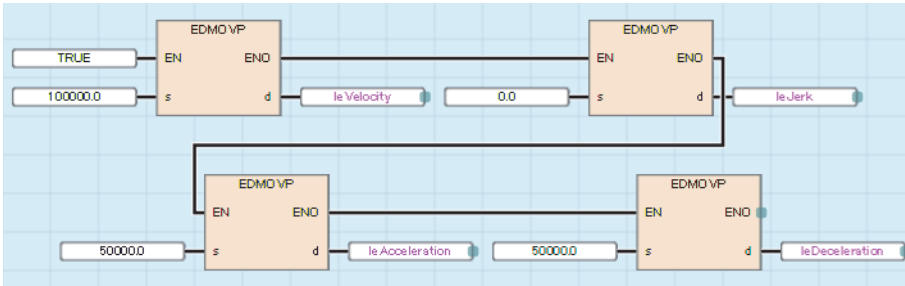 EDMOVP EDMOVP
TRUE EN ENO EN ENO
100000.0 s d leVelocity 0.0 s d leJerk
EDMOVP EDMOVP
EN ENO EN ENO
50000.0 s d leAcceleration 50000.0 s d leDeceleration